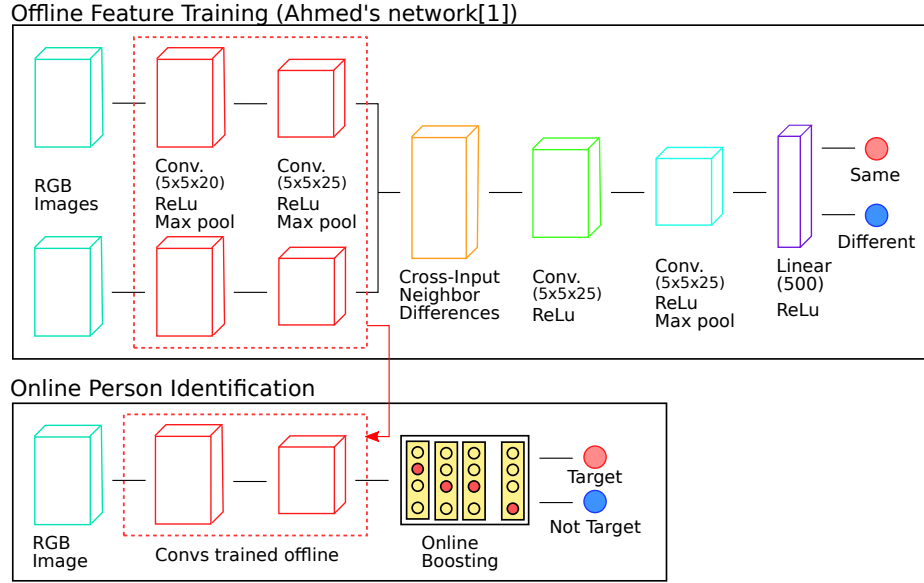 Offline Feature Training (Ahmed's network[1])
RGB
Images
Conv.
(5x5x20)
ReLu
Max pool
Conv.
(5x5x25)
ReLu
Max pool
Cross-Input
Neighbor
Differences
Conv.
(5x5x25)
ReLu
Conv.
(5x5x25)
ReLu
Max pool
Linear
(500)
ReLu
Same
Different
Online Person Identification
RGB
Image
Convs trained offline
Online
Boosting
Target
Not Target